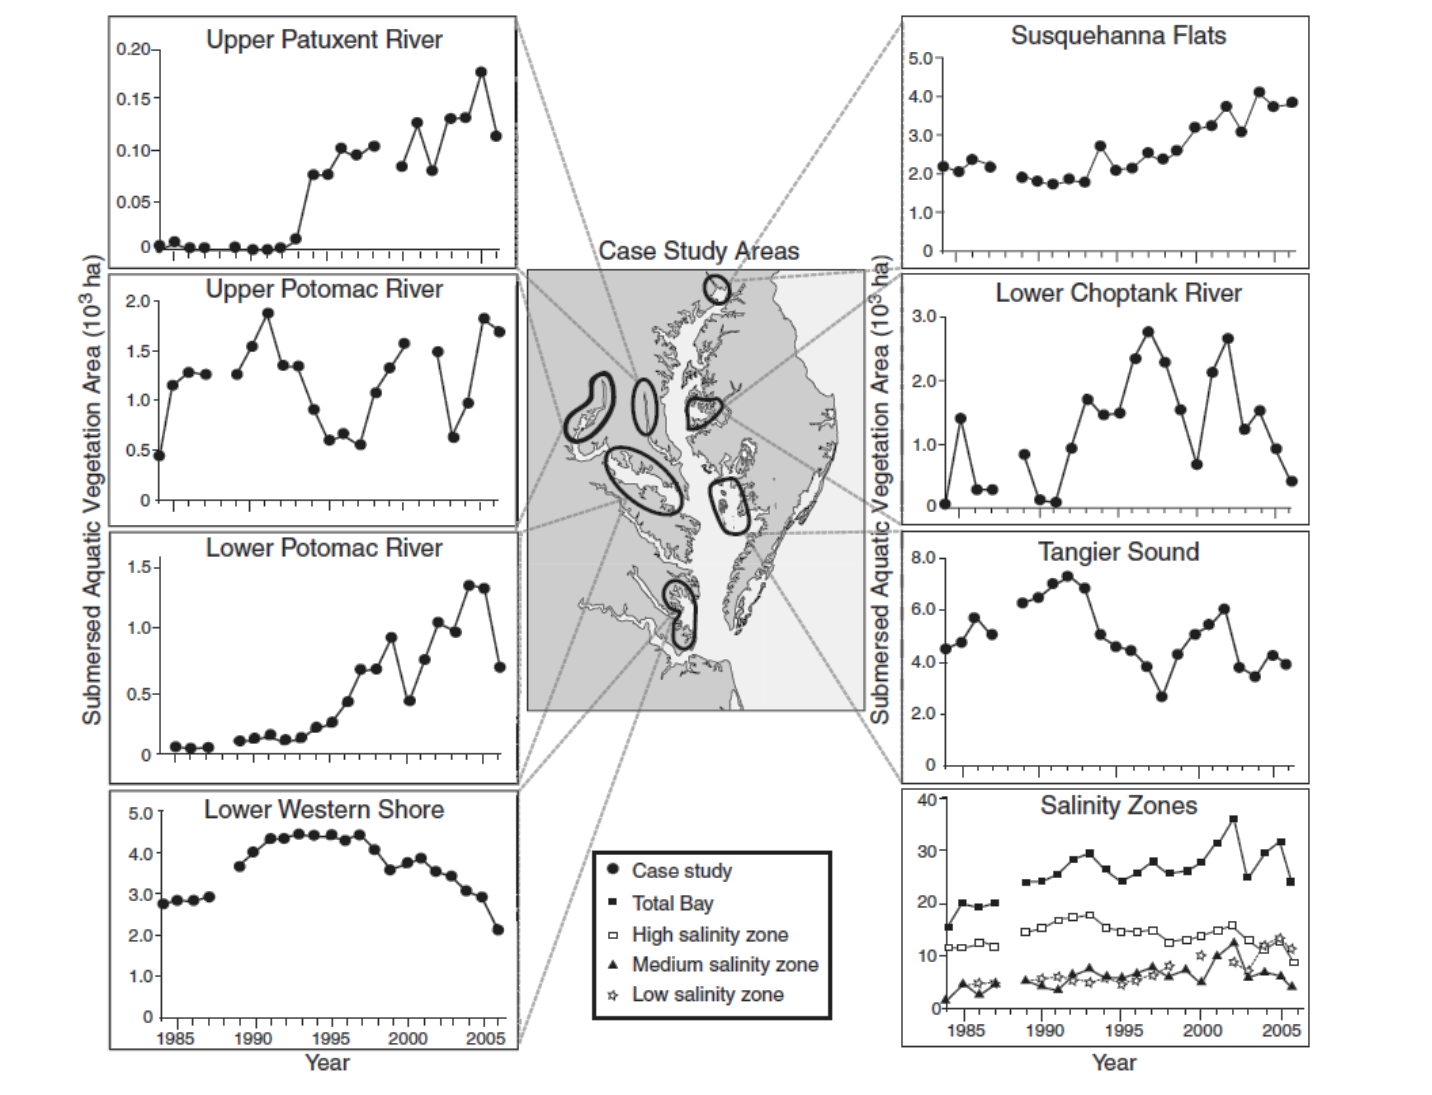 Upper Patuxent River
0.20
0.15
0.10
0.05
0
Upper Potomac River
2.0
1.5
1.0
0.5
0
Lower Potomac River
1.5
1.0
0.5
0
Lower Western Shore
5.0
4.0
3.0
2.0
1.0
0
1985 1990 1995 2000 2005
Year
Submersed Aquatic Vegetation Area (10³ ha)
Case Study Areas
Case study
Total Bay
High salinity zone
Medium salinity zone
Low salinity zone
Submersed Aquatic Vegetation Area (10³ ha)
Susquehanna Flats
5.0
4.0
3.0
2.0
1.0
0
Lower Choptank River
3.0
2.0
1.0
0
Tangier Sound
8.0
6.0
4.0
2.0
0
Salinity Zones
40
30
20
10
0
1985 1990 1995 2000 2005
Year